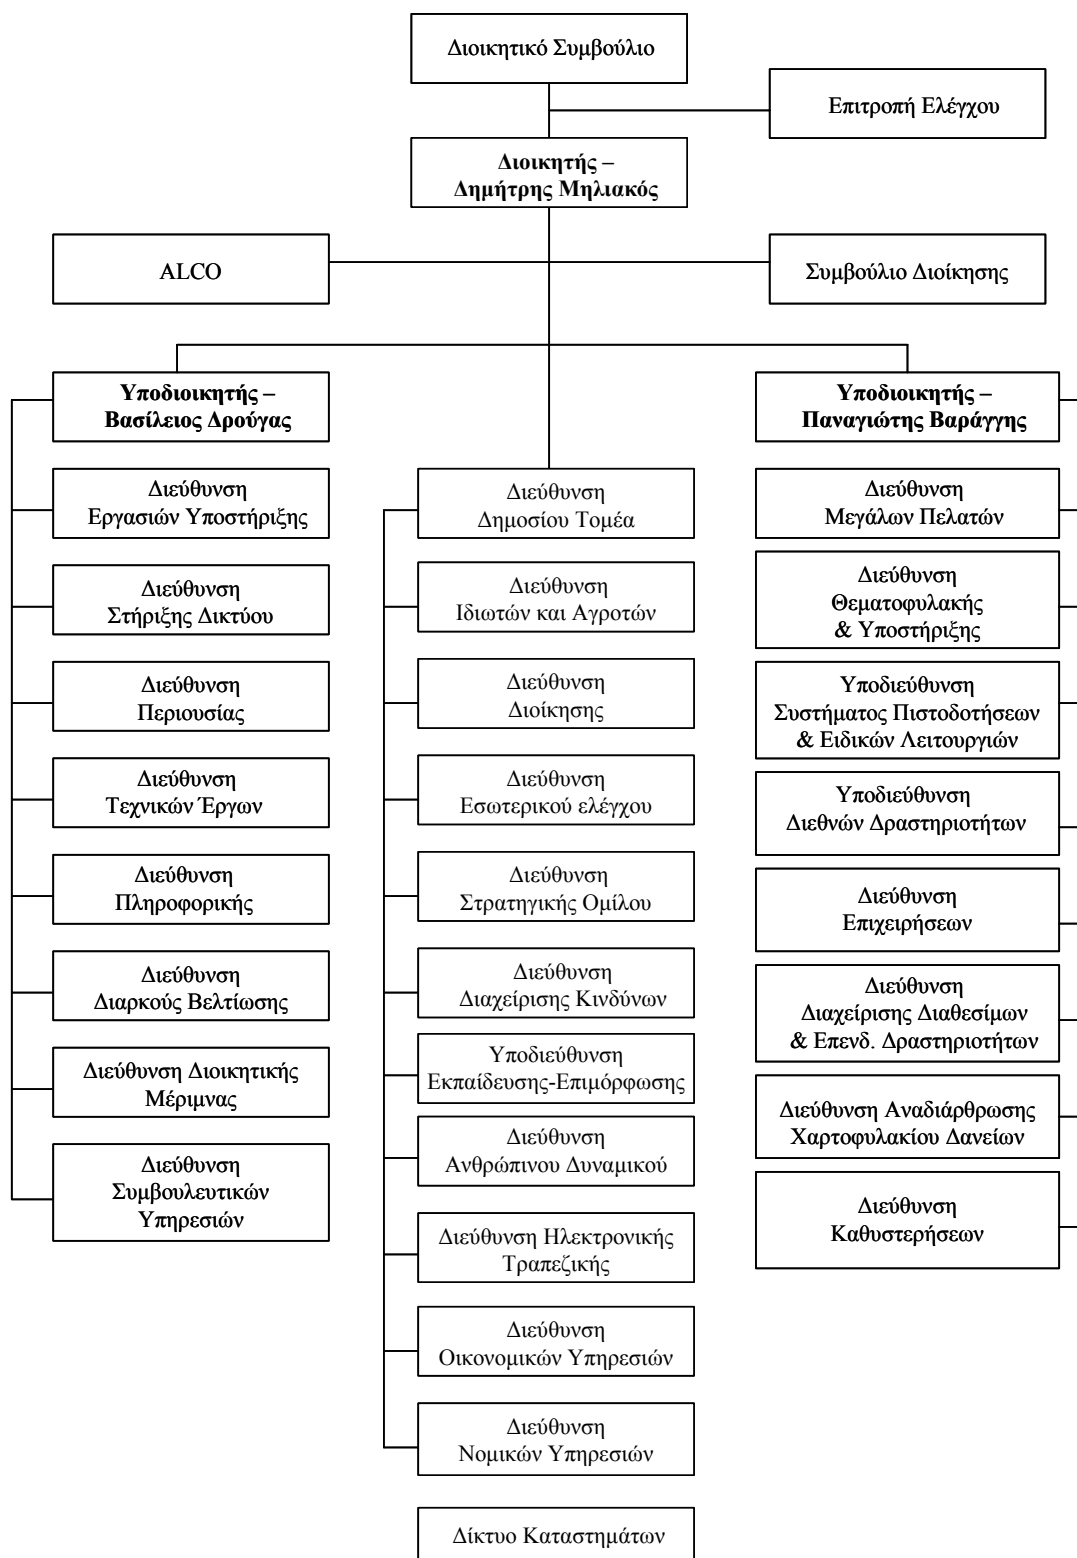 Διοικητικό Συμβούλιο
Επιτροπή Ελέγχου
Διοικητής –
Δημήτρης Μηλιακός
ALCO
Συμβούλιο Διοίκησης
Υποδιοικητής –
Βασίλειος Δρούγας
Υποδιοικητής –
Παναγιώτης Βαράγγης
Διεύθυνση
Εργασιών Υποστήριξης
Διεύθυνση
Στήριξης Δικτύου
Διεύθυνση
Περιουσίας
Διεύθυνση
Τεχνικών Έργων
Διεύθυνση
Πληροφορικής
Διεύθυνση
Διαρκούς Βελτίωσης
Διεύθυνση Διοικητικής
Μέριμνας
Διεύθυνση
Συμβουλευτικών
Υπηρεσιών
Διεύθυνση
Δημοσίου Τομέα
Διεύθυνση
Ιδιωτών και Αγροτών
Διεύθυνση
Διοίκησης
Διεύθυνση
Εσωτερικού ελέγχου
Διεύθυνση
Στρατηγικής Ομίλου
Διεύθυνση
Διαχείρισης Κινδύνων
Υποδιεύθυνση
Εκπαίδευσης-Επιμόρφωσης
Διεύθυνση
Ανθρώπινου Δυναμικού
Διεύθυνση Ηλεκτρονικής
Τραπεζικής
Διεύθυνση
Οικονομικών Υπηρεσιών
Διεύθυνση
Νομικών Υπηρεσιών
Δίκτυο Καταστημάτων
Διεύθυνση
Μεγάλων Πελατών
Διεύθυνση
Θεματοφυλακής
& Υποστήριξης
Υποδιεύθυνση
Συστήματος Πιστοδοτήσεων
& Ειδικών Λειτουργιών
Υποδιεύθυνση
Διεθνών Δραστηριοτήτων
Διεύθυνση
Επιχειρήσεων
Διεύθυνση
Διαχείρισης Διαθεσίμων
& Επενδ. Δραστηριοτήτων
Διεύθυνση Αναδιάρθρωσης
Χαρτοφυλακίου Δανείων
Διεύθυνση
Καθυστερήσεων